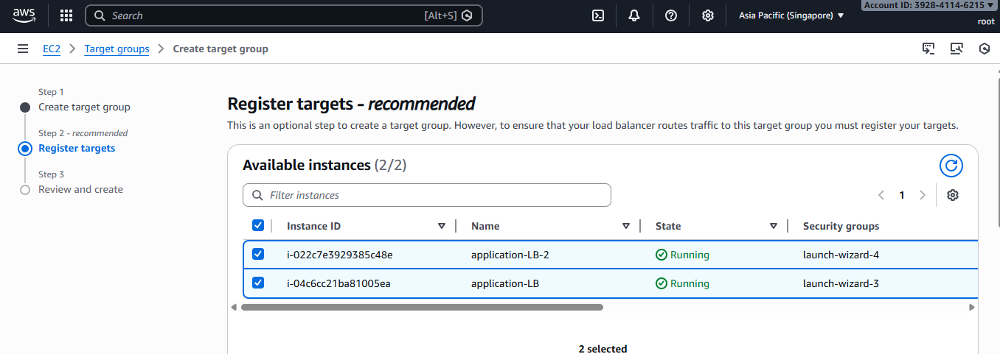 aws Search [Alt+S] Asia Pacific (Singapore) Account ID: 3928-4114-6215
root
EC2 Target groups Create target group
Step 1
Create target group
Step 2 - recommended
Register targets
Step 3
Review and create
Register targets - recommended
This is an optional step to create a target group. However, to ensure that your load balancer routes traffic to this target group you must register your targets.
Available instances (2/2)
Filter instances 1
Instance ID Name State Security groups
i-022c7e3929385c48e application-LB-2 Running launch-wizard-4
i-04c6cc21ba81005ea application-LB Running launch-wizard-3
2 selected